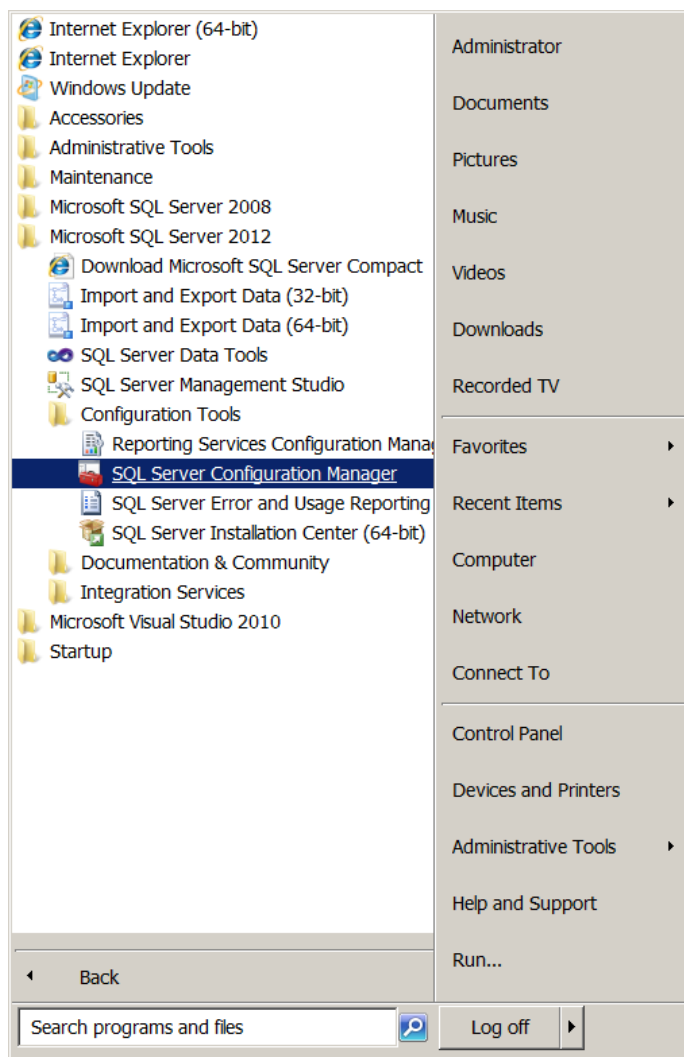 Internet Explorer (64-bit)
Internet Explorer
Windows Update
Accessories
Administrative Tools
Maintenance
Microsoft SQL Server 2008
Microsoft SQL Server 2012
Download Microsoft SQL Server Compact
Import and Export Data (32-bit)
Import and Export Data (64-bit)
SQL Server Data Tools
SQL Server Management Studio
Configuration Tools
Reporting Services Configuration Mana
SQL Server Configuration Manager
SQL Server Error and Usage Reporting
SQL Server Installation Center (64-bit)
Documentation & Community
Integration Services
Microsoft Visual Studio 2010
Startup
Back
Search programs and files
Administrator
Documents
Pictures
Music
Videos
Downloads
Recorded TV
Favorites
Recent Items
Computer
Network
Connect To
Control Panel
Devices and Printers
Administrative Tools
Help and Support
Run...
Log off